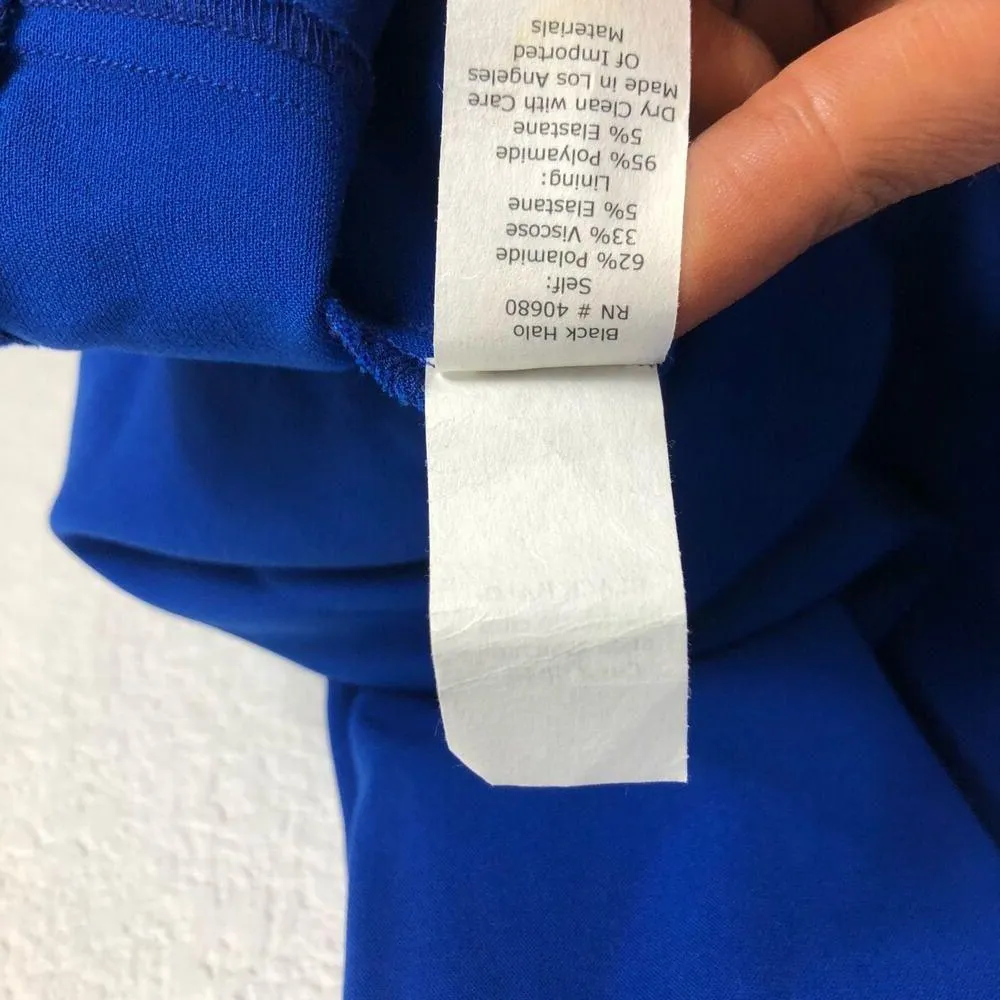 Black Halo
RN # 40680
Self:
62% Polamide
33% Viscose
5% Elastane
Lining:
95% Polyamide
5% Elastane
Dry Clean with Care
Made in Los Angeles
Of Imported
Materials